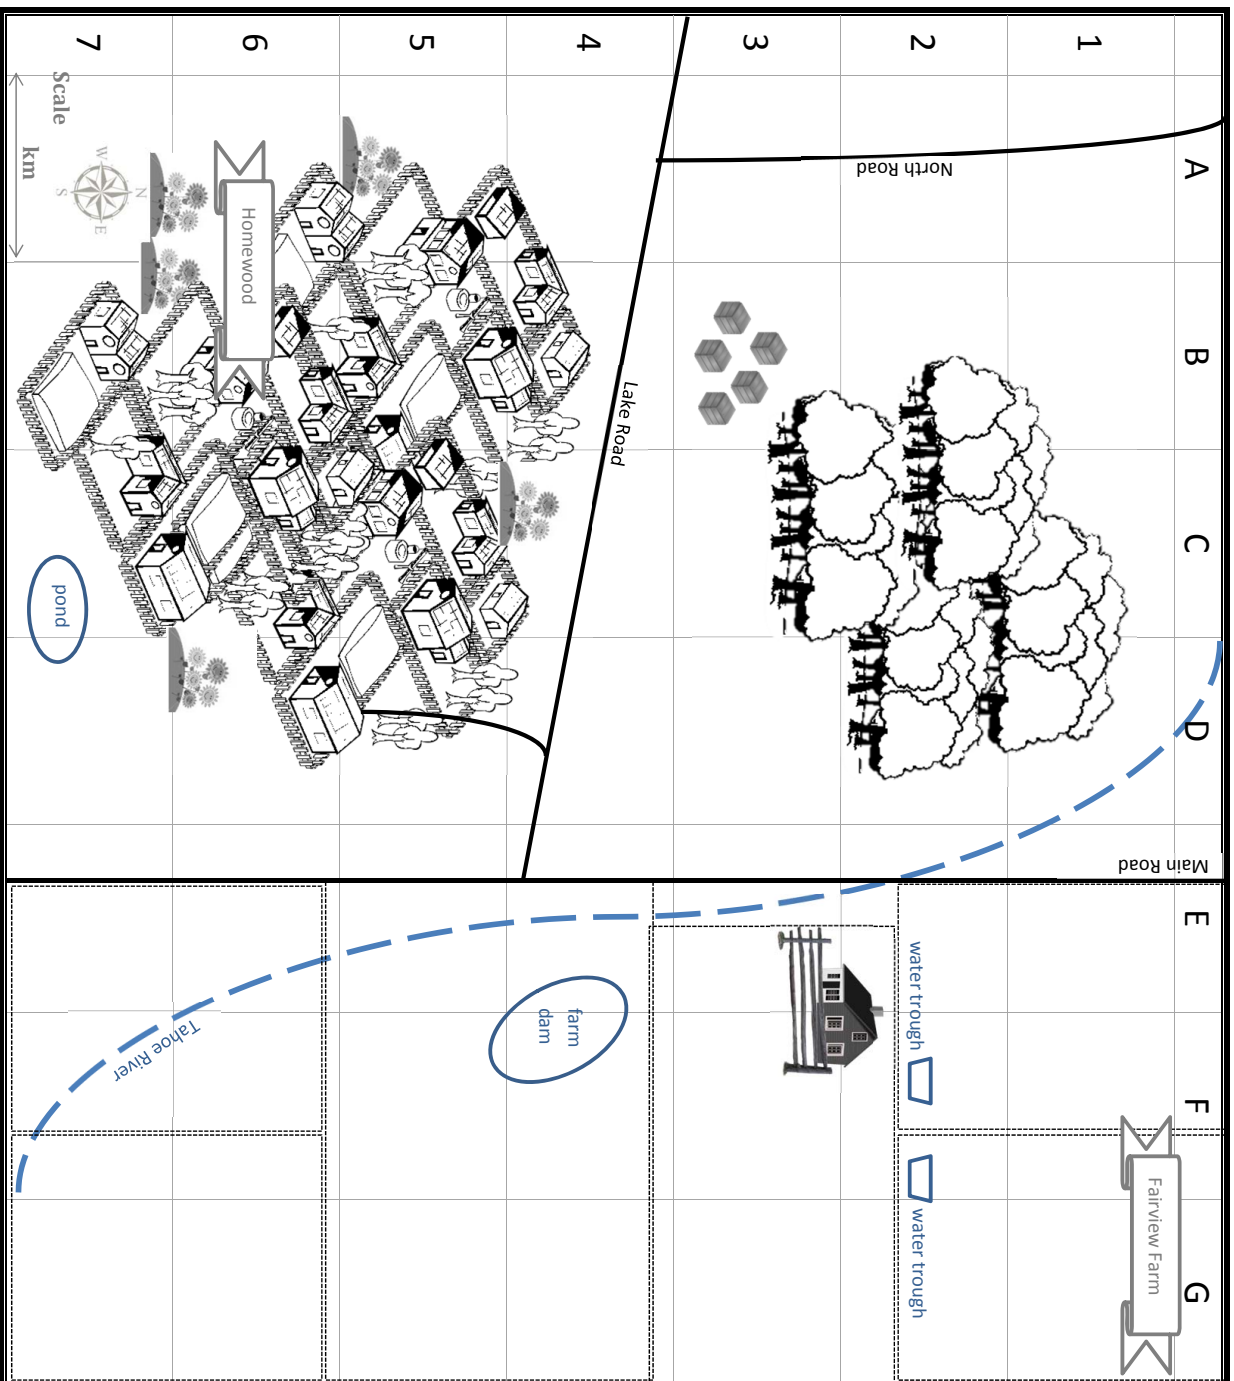 A
B
C
D
E
F
G
1
2
3
4
5
6
7
North Road
Main Road
Lake Road
Homewood
Fairview Farm
water trough
water trough
farm
dam
Tahoe River
pond
N
W
E
S
Scale
km